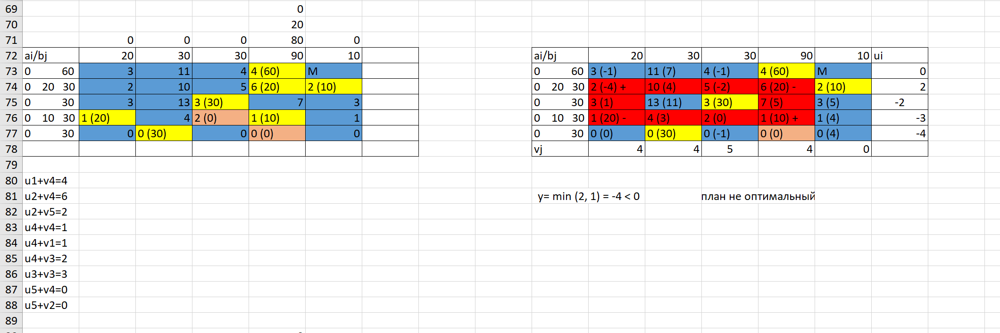 69 0
70 20
71 0 0 0 80 0
72 ai/bj 20 30 30 90 10 ai/bj 20 30 30 90 10 ui
73 0 60 3 11 4 4 (60) M 0 60 3 (-1) 11 (7) 4 (-1) 4 (60) M 0
74 0 20 30 2 10 5 6 (20) 2 (10) 0 20 30 2 (-4) + 10 (4) 5 (-2) 6 (20) - 2 (10) 2
75 0 30 3 13 3 (30) 7 3 0 30 3 (1) 13 (11) 3 (30) 7 (5) 3 (5) -2
76 0 10 30 1 (20) 4 2 (0) 1 (10) 1 0 10 30 1 (20) - 4 (3) 2 (0) 1 (10) + 1 (4) -3
77 0 30 0 0 (30) 0 0 (0) 0 0 30 0 (0) 0 (30) 0 (-1) 0 (0) 0 (4) -4
78 vj 4 4 5 4 0
79
80 u1+v4=4
81 u2+v4=6 y= min (2, 1) = -4 < 0 план не оптимальный
82 u2+v5=2
83 u4+v4=1
84 u4+v1=1
85 u4+v3=2
86 u3+v3=3
87 u5+v4=0
88 u5+v2=0
89